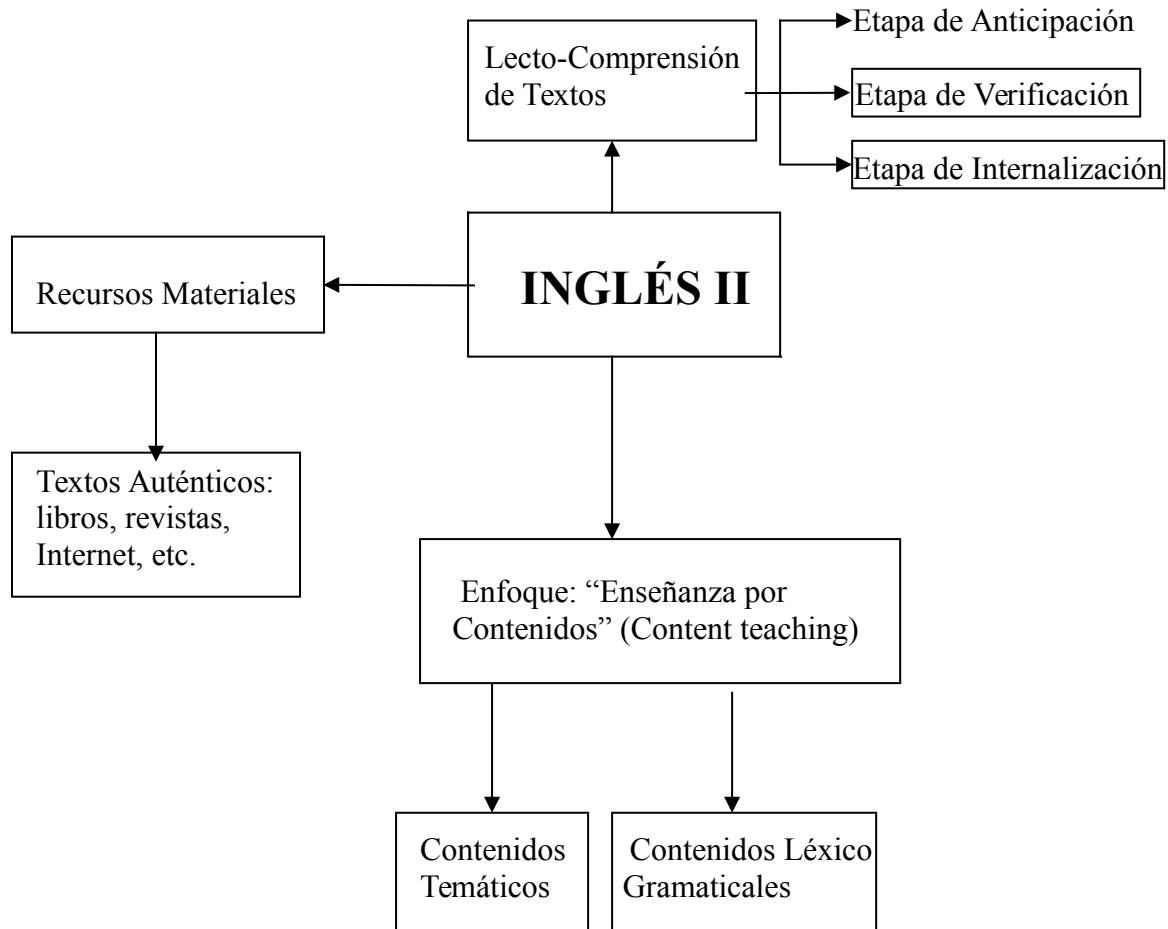 Lecto-Comprensión
de Textos
Etapa de Anticipación
Etapa de Verificación
Etapa de Internalización
INGLÉS II
Recursos Materiales
Textos Auténticos:
libros, revistas,
Internet, etc.
Enfoque: “Enseñanza por
Contenidos” (Content teaching)
Contenidos
Temáticos
Contenidos Léxico
Gramaticales